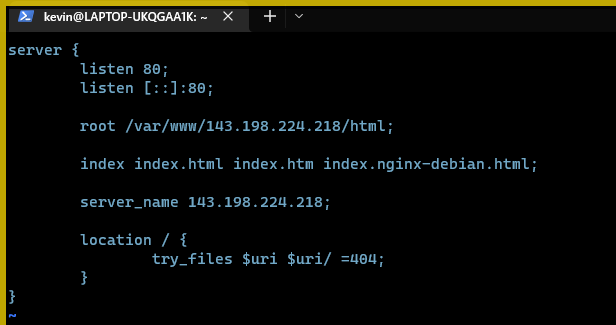 kevin@LAPTOP-UKQGAA1K: ~
server {
listen 80;
listen [::]:80;
root /var/www/143.198.224.218/html;
index index.html index.htm index.nginx-debian.html;
server_name 143.198.224.218;
location / {
try_files $uri $uri/ =404;
}
}
~